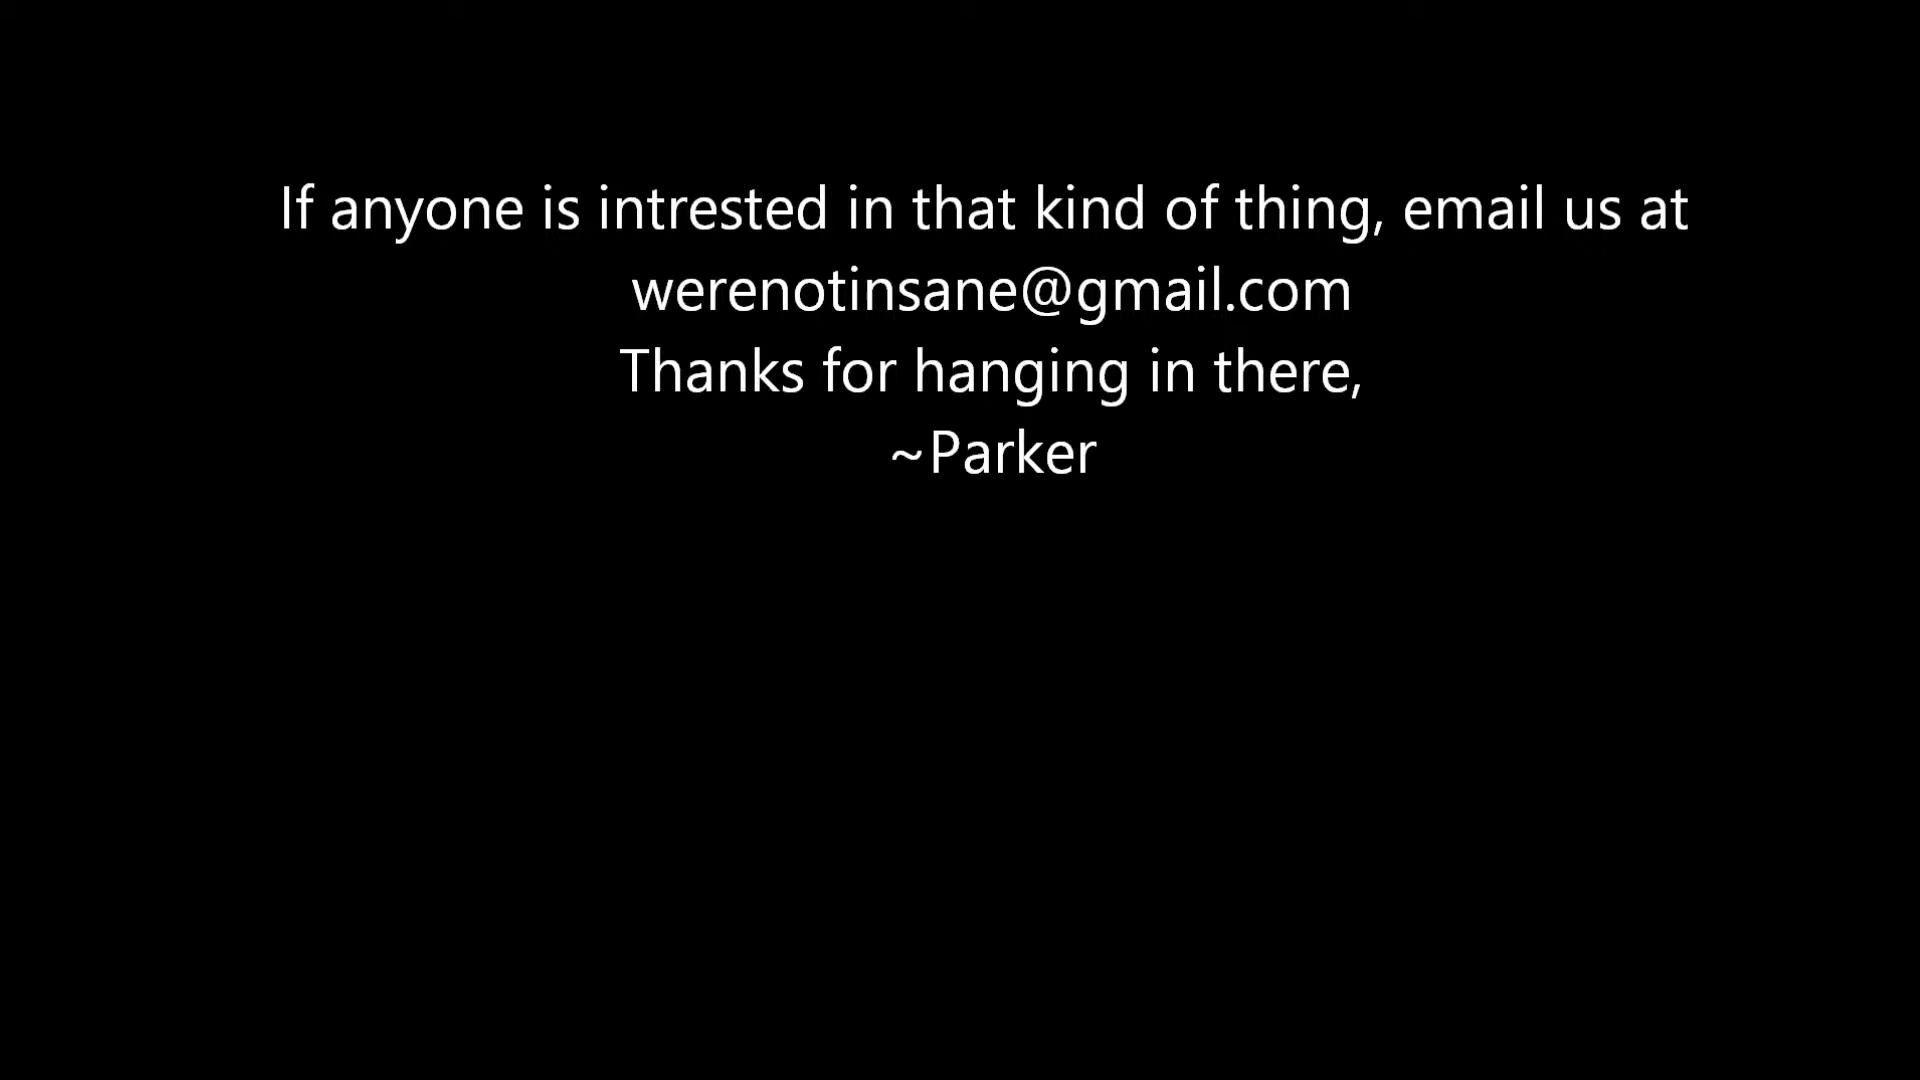 If anyone is intrested in that kind of thing, email us at
werenotinsane@gmail.com
Thanks for hanging in there,
~Parker